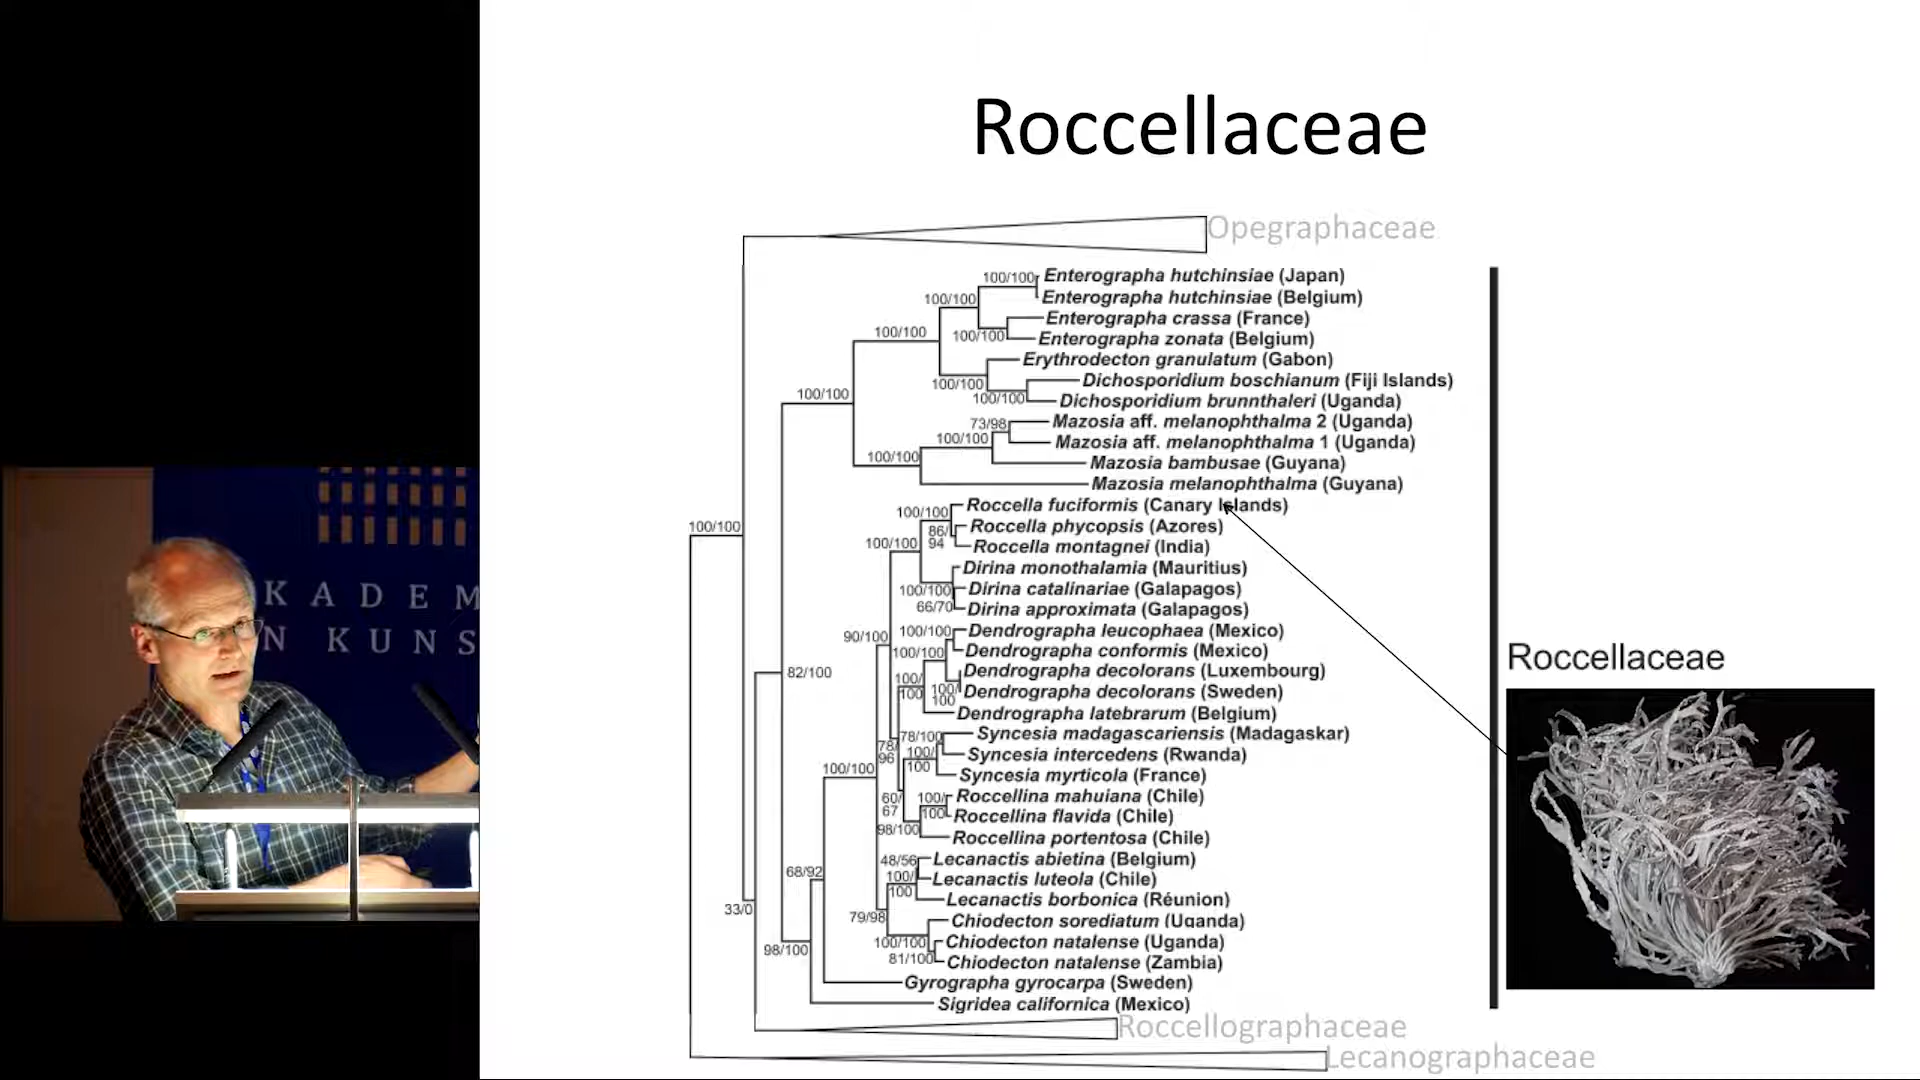 Roccellaceae
Opegraphaceae
100/100
Enterographa hutchinsiae (Japan)
100/100
Enterographa hutchinsiae (Belgium)
Enterographa crassa (France)
100/100
100/100
Enterographa zonata (Belgium)
Erythrodecton granulatum (Gabon)
100/100
Dichosporidium boschianum (Fiji Islands)
100/100
100/100
Dichosporidium brunnthaleri (Uganda)
73/98
Mazosia aff. melanophthalma 2 (Uganda)
100/100
Mazosia aff. melanophthalma 1 (Uganda)
100/100
Mazosia bambusae (Guyana)
Mazosia melanophthalma (Guyana)
100/100
Roccella fuciformis (Canary Islands)
100/100
86/
94
Roccella phycopsis (Azores)
100/100
Roccella montagnei (India)
Dirina monothalamia (Mauritius)
100/100
Dirina catalinariae (Galapagos)
66/70
Dirina approximata (Galapagos)
90/100
100/100
Dendrographa leucophaea (Mexico)
100/100
Dendrographa conformis (Mexico)
82/100
100/
100
Dendrographa decolorans (Luxembourg)
100/
100
Dendrographa decolorans (Sweden)
Dendrographa latebrarum (Belgium)
78/100
Syncesia madagascariensis (Madagaskar)
78/
96
100/
100
Syncesia intercedens (Rwanda)
100/100
Syncesia myrticola (France)
60/
67
100/
100
Roccellina mahuiana (Chile)
Roccellina flavida (Chile)
98/100
Roccellina portentosa (Chile)
48/56
Lecanactis abietina (Belgium)
68/92
100/
100
Lecanactis luteola (Chile)
Lecanactis borbonica (Réunion)
33/0
79/98
Chiodecton sorediatum (Uganda)
98/100
100/100
Chiodecton natalense (Uganda)
81/100
Chiodecton natalense (Zambia)
Gyrographa gyrocarpa (Sweden)
Sigridea californica (Mexico)
Roccellographaceae
Lecanographaceae
Roccellaceae
KADEM
N KUNS